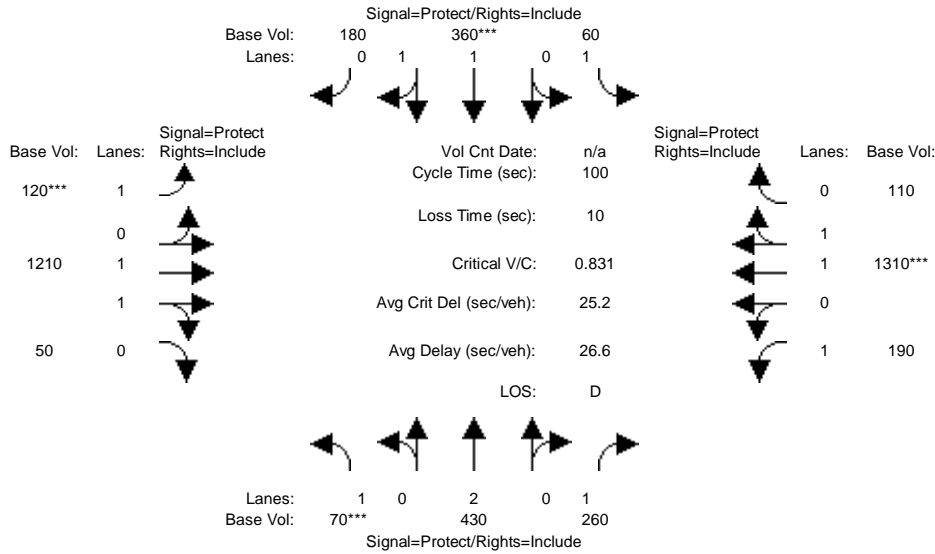 Signal=Protect/Rights=Include
Base Vol: 180 360*** 60
Lanes: 0 1 1 0 1
Signal=Protect
Base Vol: Lanes: Rights=Include
Vol Cnt Date: n/a
Signal=Protect
Rights=Include Lanes: Base Vol:
Cycle Time (sec): 100
120*** 1
0 110
Loss Time (sec): 10
0
1
1210 1
Critical V/C: 0.831
1 1310***
1
Avg Crit Del (sec/veh): 25.2
0
50 0
Avg Delay (sec/veh): 26.6
1 190
LOS: D
Lanes: 1 0 2 0 1
Base Vol: 70*** 430 260
Signal=Protect/Rights=Include